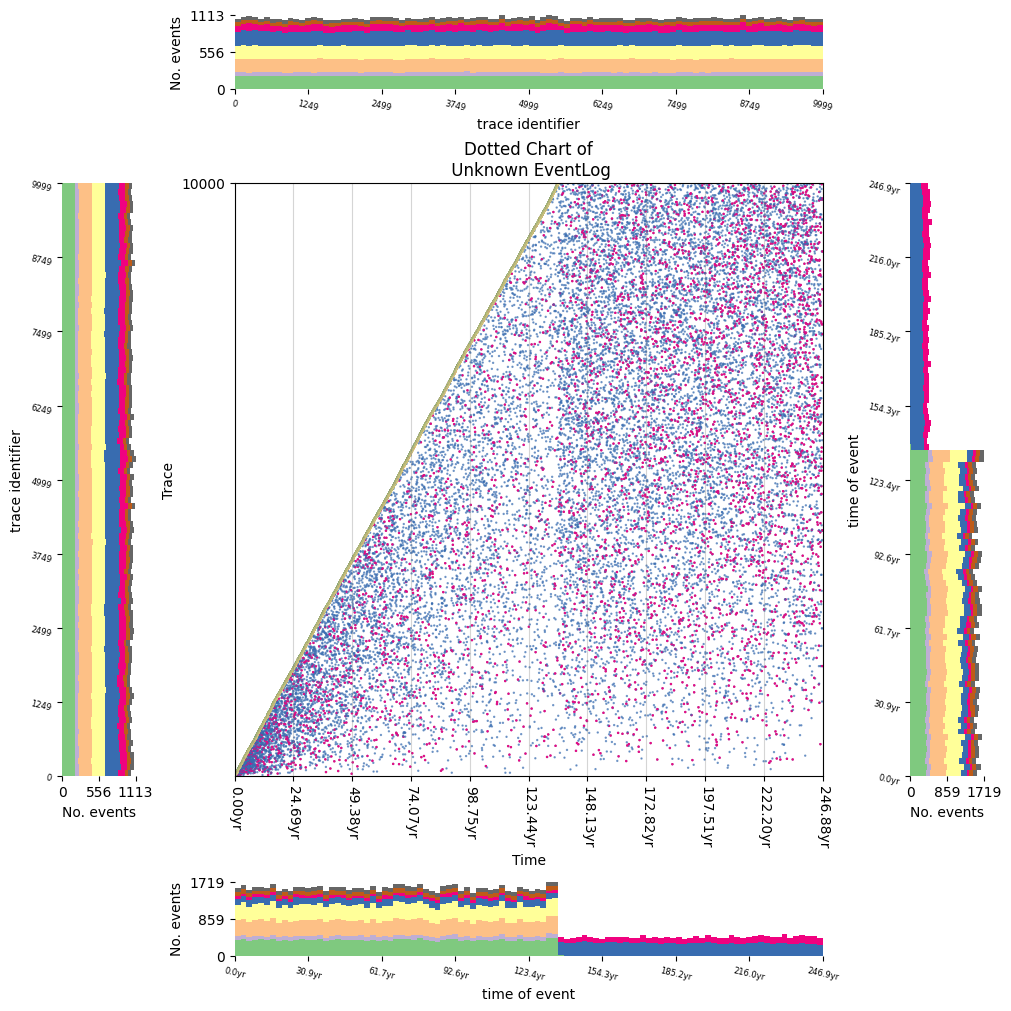 1113
556
0
No. events
0
1249
2499
3749
4999
6249
7499
8749
9999
trace identifier
Dotted Chart of
Unknown EventLog
9999
8749
7499
6249
4999
3749
2499
1249
0
trace identifier
0
556
1113
No. events
10000
Trace
0.00yr
24.69yr
49.38yr
74.07yr
98.75yr
123.44yr
148.13yr
172.82yr
197.51yr
222.20yr
246.88yr
Time
246.9yr
216.0yr
185.2yr
154.3yr
123.4yr
92.6yr
61.7yr
30.9yr
0.0yr
time of event
0
859
1719
No. events
1719
859
0
No. events
0.0yr
30.9yr
61.7yr
92.6yr
123.4yr
154.3yr
185.2yr
216.0yr
246.9yr
time of event